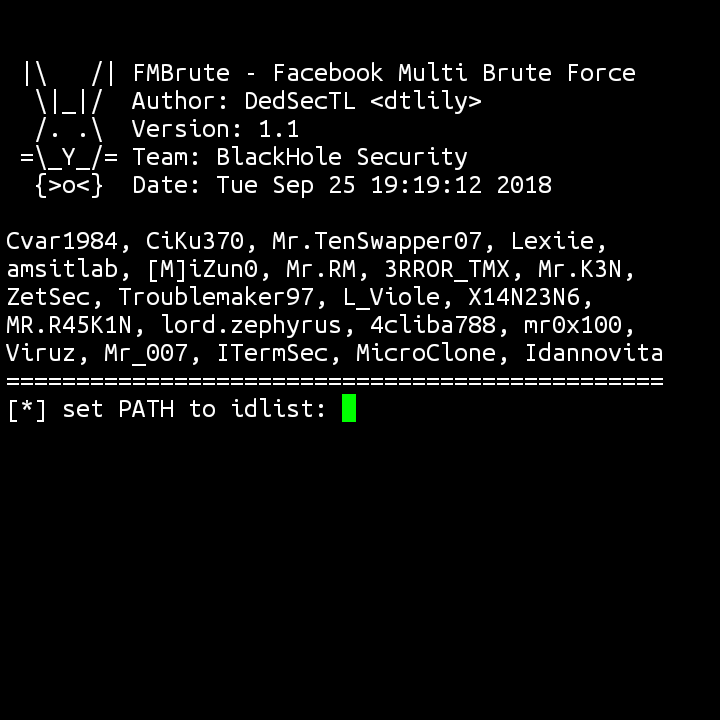 |\   /| FMBrute - Facebook Multi Brute Force
 \|_|/  Author: DedSecTL <dtlily>
 /. .\  Version: 1.1
=\_Y_/= Team: BlackHole Security
 {>o<}  Date: Tue Sep 25 19:19:12 2018
Cvar1984, CiKu370, Mr.TenSwapper07, Lexiie,
amsitlab, [M]iZun0, Mr.RM, 3RROR_TMX, Mr.K3N,
ZetSec, Troublemaker97, L_Viole, X14N23N6,
MR.R45K1N, lord.zephyrus, 4cliba788, mr0x100,
Viruz, Mr_007, ITermSec, MicroClone, Idannovita
===============================================
[*] set PATH to idlist: